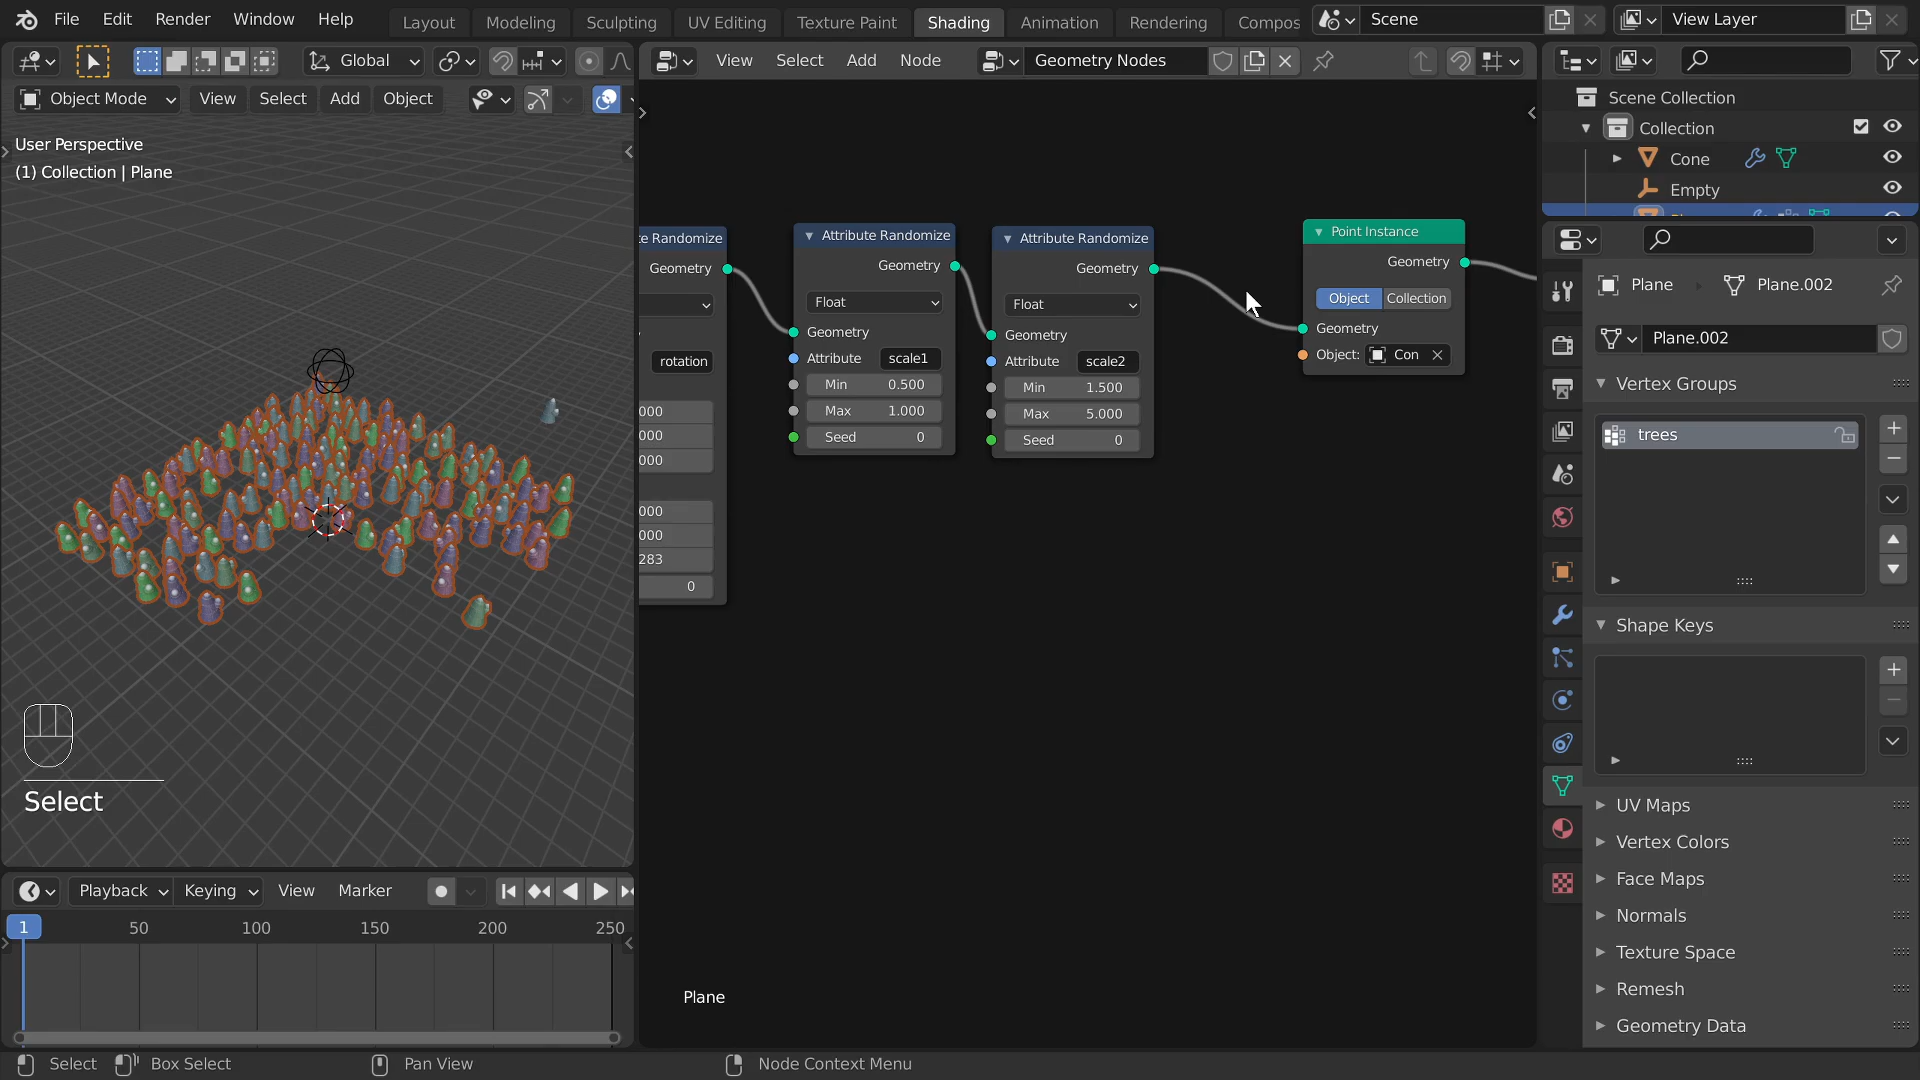 File Edit Render Window Help Layout Modeling Sculpting UV Editing Texture Paint Shading Animation Rendering Compos Scene View Layer
Global View Select Add Node Geometry Nodes
Object Mode View Select Add Object
User Perspective
(1) Collection | Plane
Scene Collection
Collection
Cone
Empty
te Randomize
Geometry
rotation
000
000
000
000
000
283
0
Attribute Randomize
Geometry
Float
Geometry
Attribute scale1
Min 0.500
Max 1.000
Seed 0
Attribute Randomize
Geometry
Float
Geometry
Attribute scale2
Min 1.500
Max 5.000
Seed 0
Point Instance
Geometry
Object Collection
Geometry
Object: Con
Plane Plane.002
Plane.002
Vertex Groups
trees
Shape Keys
UV Maps
Vertex Colors
Face Maps
Normals
Texture Space
Remesh
Geometry Data
Select
Playback Keying View Marker
1 50 100 150 200 250
Plane
Select Box Select Pan View Node Context Menu